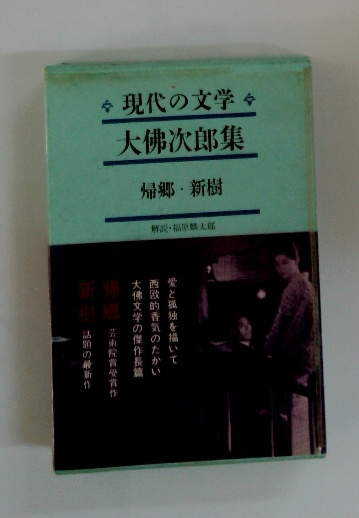 現代の文学
大佛次郎集
帰郷・新樹
解説・福原麟太郎
愛と孤独を描いて
西欧的香気のたかい
大佛文学の傑作長篇
帰郷 芸術院賞受賞作
新樹 話題の最新作